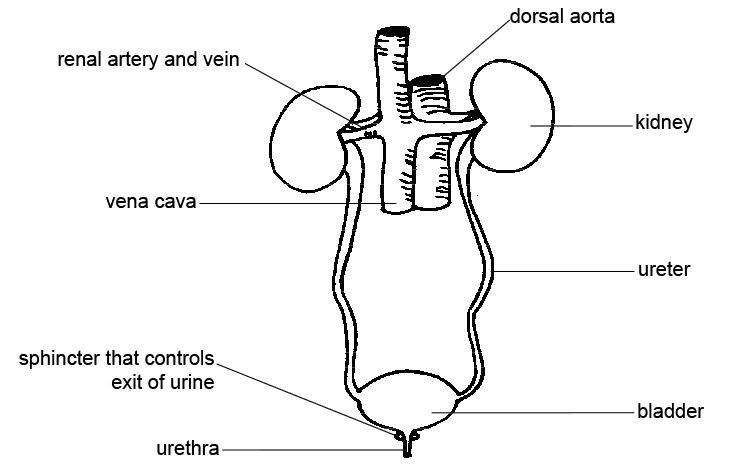 dorsal aorta
renal artery and vein
kidney
vena cava
ureter
sphincter that controls
exit of urine
bladder
urethra